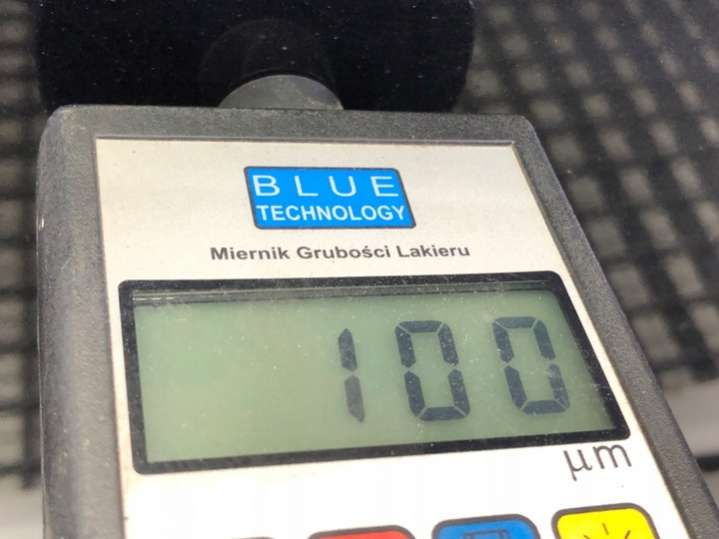 BLUE
TECHNOLOGY
Miernik Grubości Lakieru
100
μm